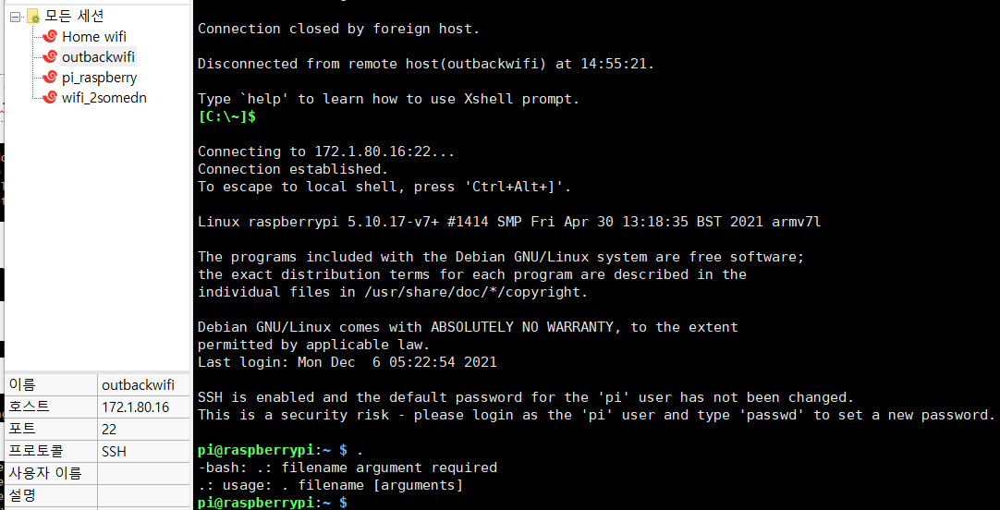 모든 세션
Home wifi
outbackwifi
pi_raspberry
wifi_2somedn
이름 outbackwifi
호스트 172.1.80.16
포트 22
프로토콜 SSH
사용자 이름
설명
Connection closed by foreign host.
Disconnected from remote host(outbackwifi) at 14:55:21.
Type `help' to learn how to use Xshell prompt.
[C:\~]$
Connecting to 172.1.80.16:22...
Connection established.
To escape to local shell, press 'Ctrl+Alt+]'.
Linux raspberrypi 5.10.17-v7+ #1414 SMP Fri Apr 30 13:18:35 BST 2021 armv7l
The programs included with the Debian GNU/Linux system are free software;
the exact distribution terms for each program are described in the
individual files in /usr/share/doc/*/copyright.
Debian GNU/Linux comes with ABSOLUTELY NO WARRANTY, to the extent
permitted by applicable law.
Last login: Mon Dec  6 05:22:54 2021
SSH is enabled and the default password for the 'pi' user has not been changed.
This is a security risk - please login as the 'pi' user and type 'passwd' to set a new password.
pi@raspberrypi:~ $ .
-bash: .: filename argument required
.: usage: . filename [arguments]
pi@raspberrypi:~ $